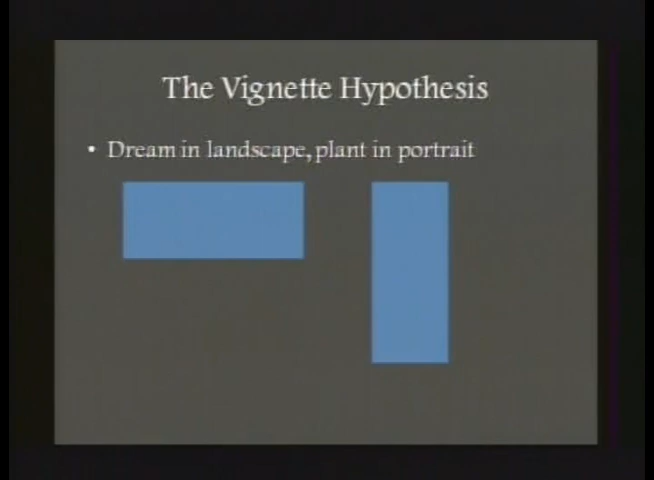 The Vignette Hypothesis
• Dream in landscape, plant in portrait